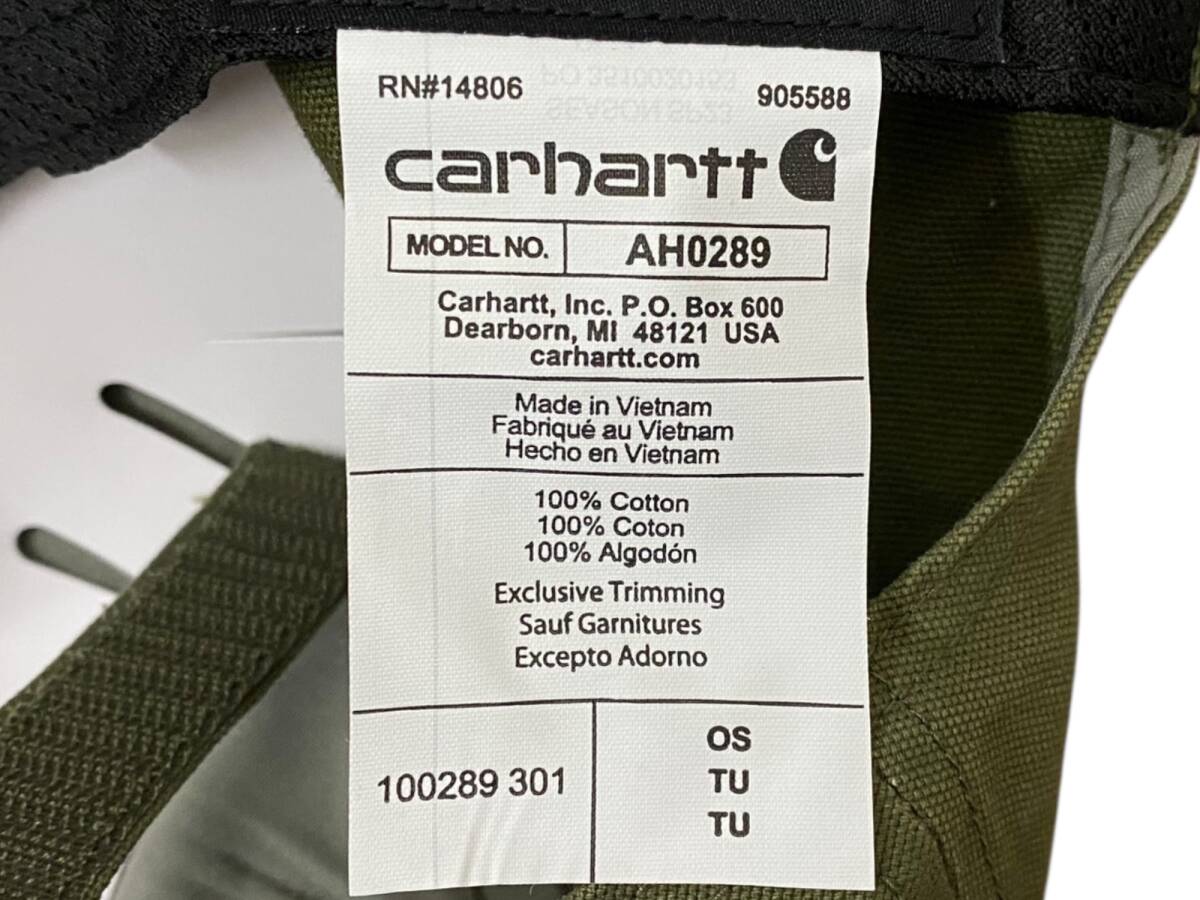 RN#14806 905588
carhartt
MODEL NO. AH0289
Carhartt, Inc. P.O. Box 600
Dearborn, MI 48121 USA
carhartt.com
Made in Vietnam
Fabriqué au Vietnam
Hecho en Vietnam
100% Cotton
100% Coton
100% Algodón
Exclusive Trimming
Sauf Garnitures
Excepto Adorno
100289 301
OS
TU
TU